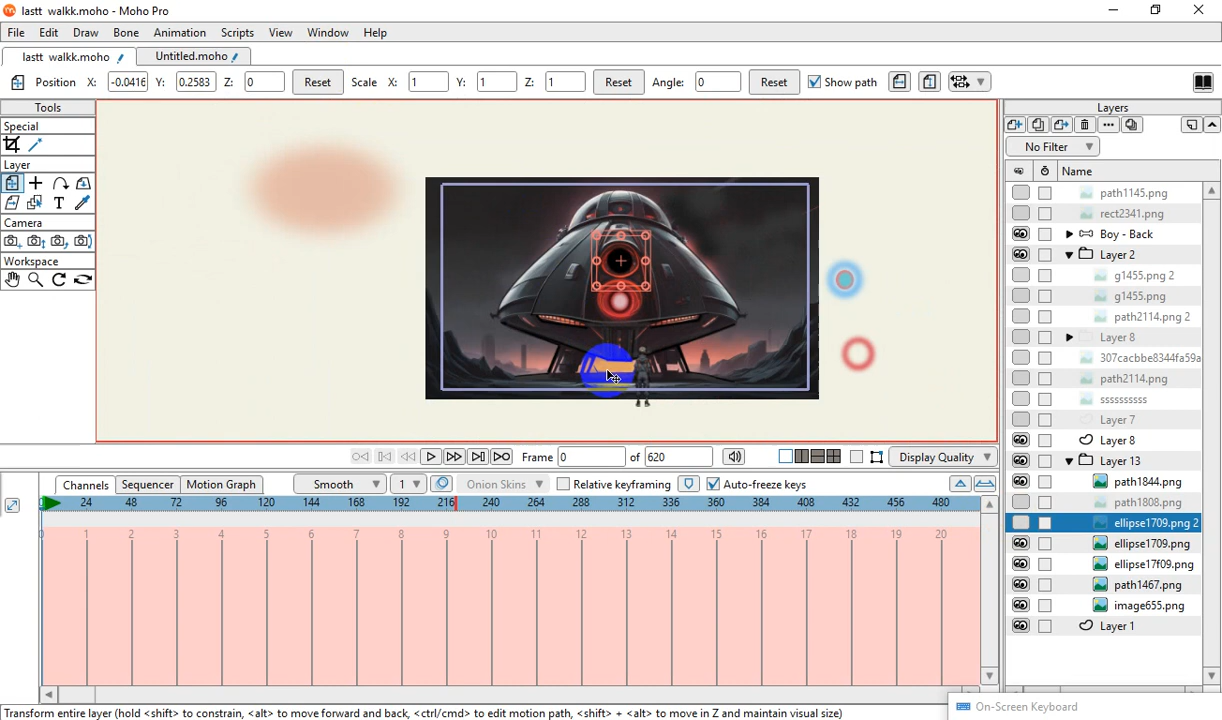 lastt walkk.moho - Moho Pro
File Edit Draw Bone Animation Scripts View Window Help
lastt walkk.moho Untitled.moho
Position X: -0.0416 Y: 0.2583 Z: 0 Reset Scale X: 1 Y: 1 Z: 1 Reset Angle: 0 Reset Show path
Tools
Special
Layer
T
Camera
Workspace
Layers
No Filter
Name
path1145.png
rect2341.png
Boy - Back
Layer 2
g1455.png 2
g1455.png
path2114.png 2
Layer 8
307cacbbe8344fa59a
path2114.png
ssssssssss
Layer 7
Layer 8
Layer 13
path1844.png
path1808.png
ellipse1709.png 2
ellipse1709.png
ellipse17f09.png
path1467.png
image655.png
Layer 1
Frame 0 of 620 Display Quality
Channels Sequencer Motion Graph Smooth 1 Onion Skins Relative keyframing Auto-freeze keys
24 48 72 96 120 144 168 192 216 240 264 288 312 336 360 384 408 432 456 480
0 1 2 3 4 5 6 7 8 9 10 11 12 13 14 15 16 17 18 19 20
Transform entire layer (hold <shift> to constrain, <alt> to move forward and back, <ctrl/cmd> to edit motion path, <shift> + <alt> to move in Z and maintain visual size)
On-Screen Keyboard